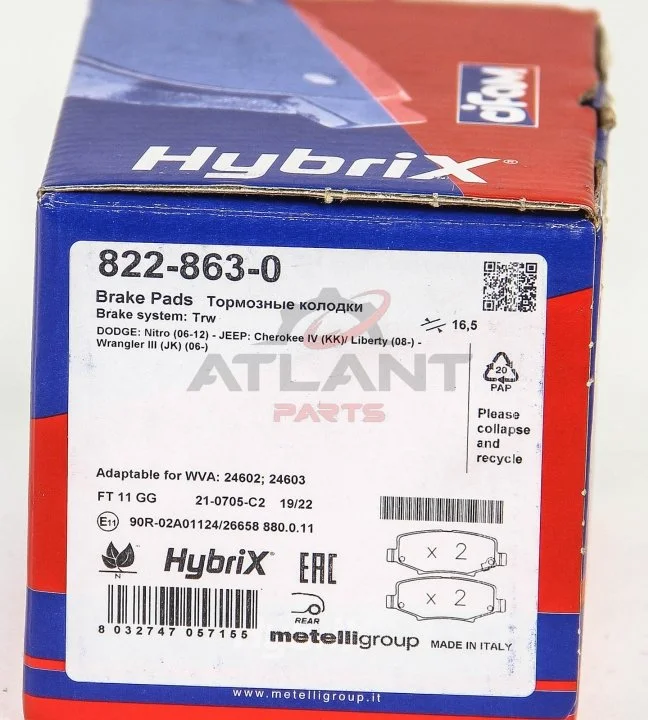 cifam
HybriX®
822-863-0
Brake Pads Тормозные колодки
Brake system: Trw
16,5
DODGE: Nitro (06-12) - JEEP: Cherokee IV (KK)/ Liberty (08-) -
Wrangler III (JK) (06-)
ATLANT
PARTS
20
PAP
Please
collapse
and
recycle
Adaptable for WVA: 24602; 24603
FT 11 GG 21-0705-C2 19/22
E11 90R-02A01124/26658 880.0.11
x 2
x 2
N
HybriX®
EAC
REAR
8 032747 057155
metelligroup
MADE IN ITALY
www.metelligroup.it